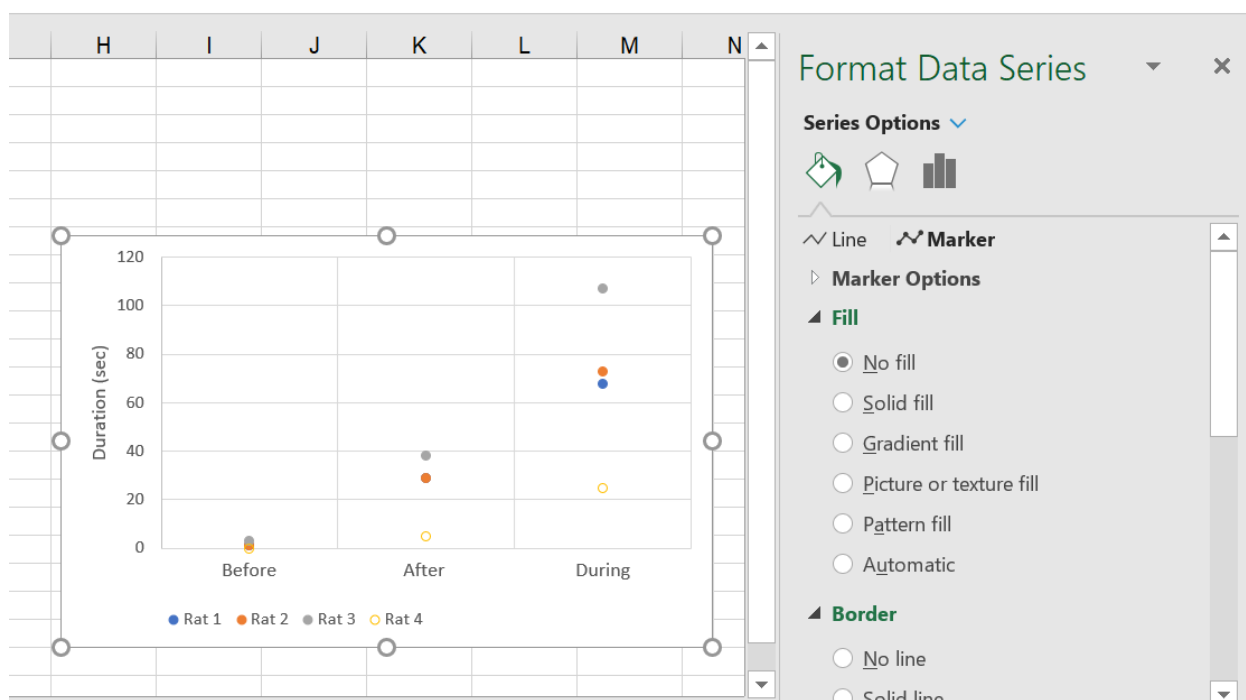 H I J K L M N
120
100
80
60
40
20
0
Duration (sec)
Before After During
Rat 1 Rat 2 Rat 3 Rat 4
Format Data Series
Series Options
Line Marker
Marker Options
Fill
No fill
Solid fill
Gradient fill
Picture or texture fill
Pattern fill
Automatic
Border
No line
Solid line